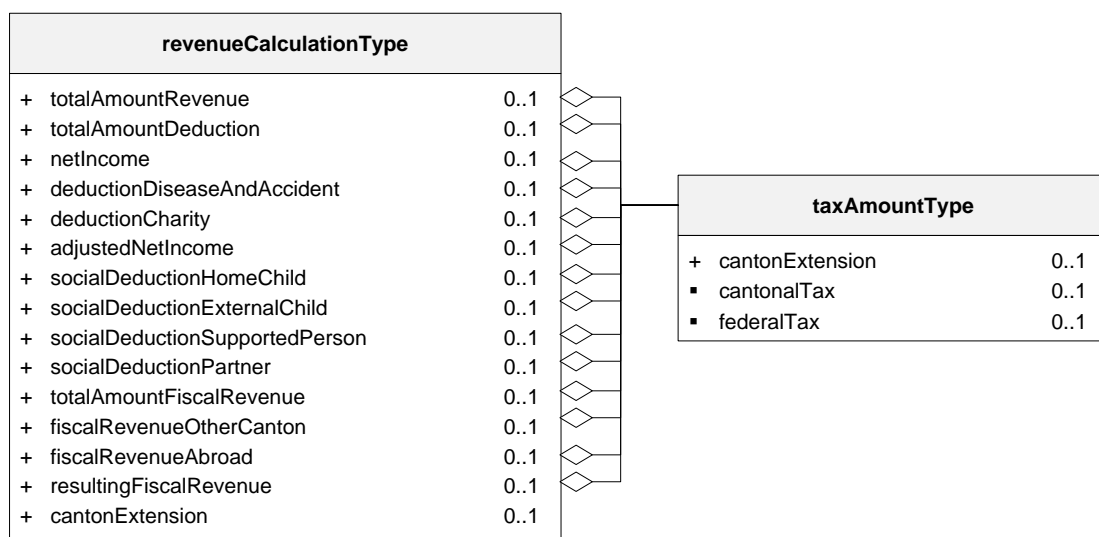 revenueCalculationType
+ totalAmountRevenue 0..1
+ totalAmountDeduction 0..1
+ netIncome 0..1
+ deductionDiseaseAndAccident 0..1
+ deductionCharity 0..1
+ adjustedNetIncome 0..1
+ socialDeductionHomeChild 0..1
+ socialDeductionExternalChild 0..1
+ socialDeductionSupportedPerson 0..1
+ socialDeductionPartner 0..1
+ totalAmountFiscalRevenue 0..1
+ fiscalRevenueOtherCanton 0..1
+ fiscalRevenueAbroad 0..1
+ resultingFiscalRevenue 0..1
+ cantonExtension 0..1
taxAmountType
+ cantonExtension 0..1
▪ cantonalTax 0..1
▪ federalTax 0..1